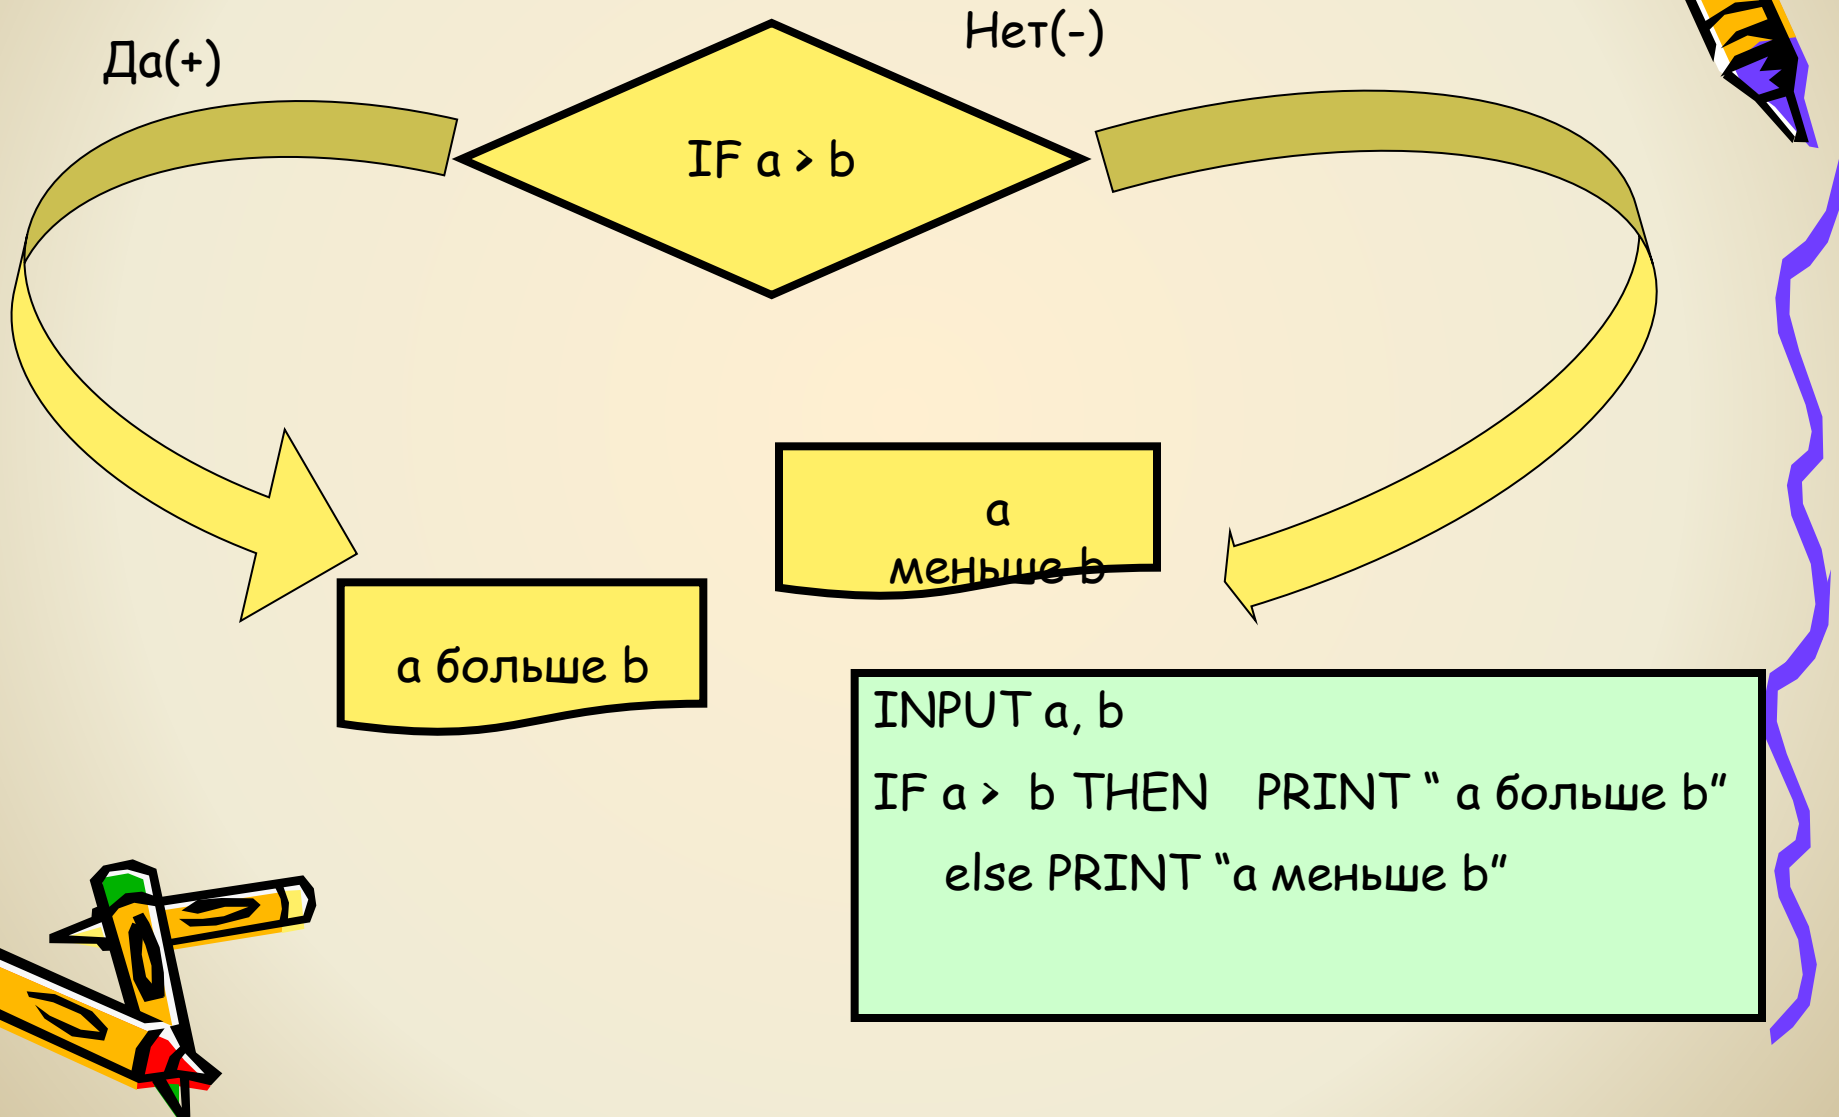 Да(+)
Нет(-)
IF a > b
а
меньше b
а больше b
INPUT a, b
IF a > b THEN PRINT “ а больше b”
else PRINT “а меньше b”